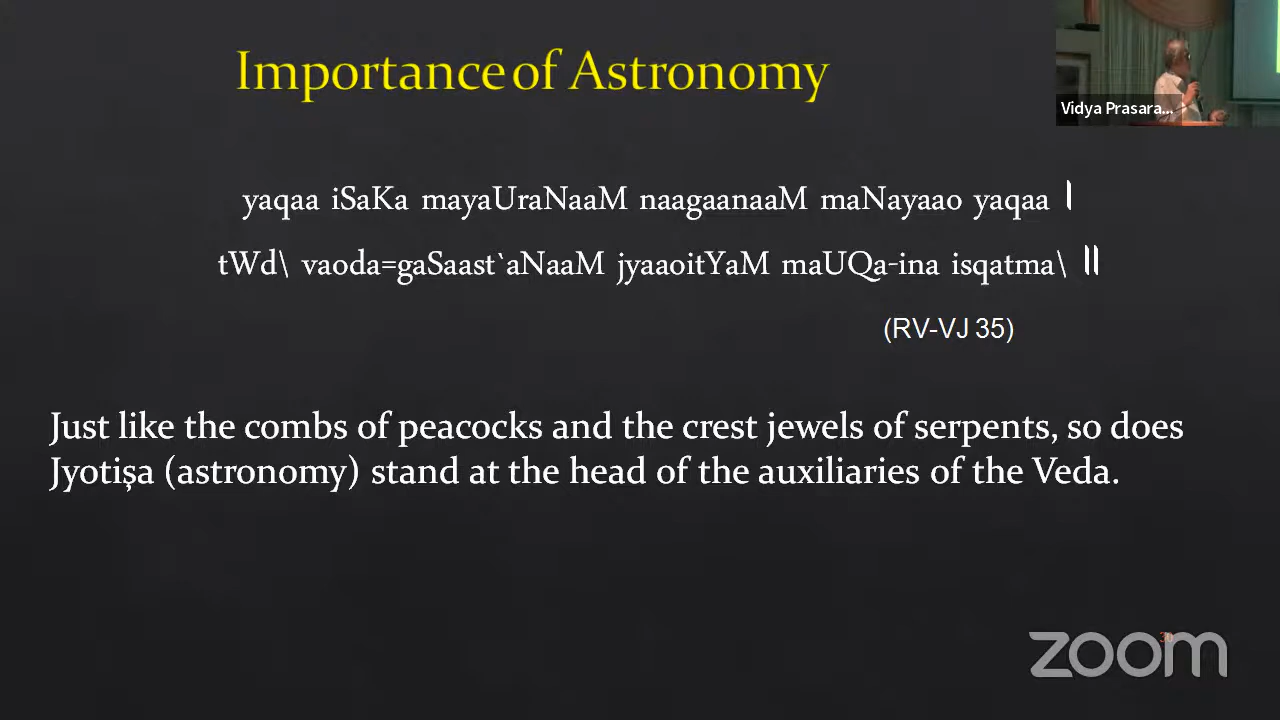 Importance of Astronomy
Vidya Prasara...
yaqaa iSaKa mayaUraNaaM naagaanaaM maNayaao yaqaa |
tWd\ vaoda=gaSaast`aNaaM jyaaoitYaM maUQa-ina isqatma\ ||
(RV-VJ 35)
Just like the combs of peacocks and the crest jewels of serpents, so does
Jyotiṣa (astronomy) stand at the head of the auxiliaries of the Veda.
zoom